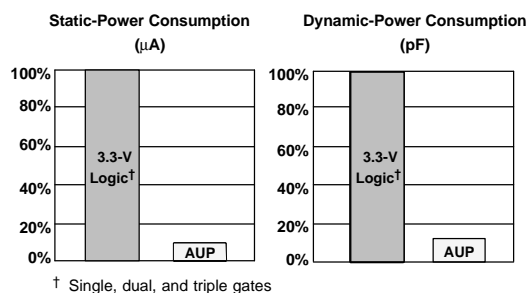 Static-Power Consumption
(µA)
100%
80%
60%
40%
20%
0%
3.3-V
Logic†
AUP
Dynamic-Power Consumption
(pF)
100%
80%
60%
40%
20%
0%
3.3-V
Logic†
AUP
† Single, dual, and triple gates